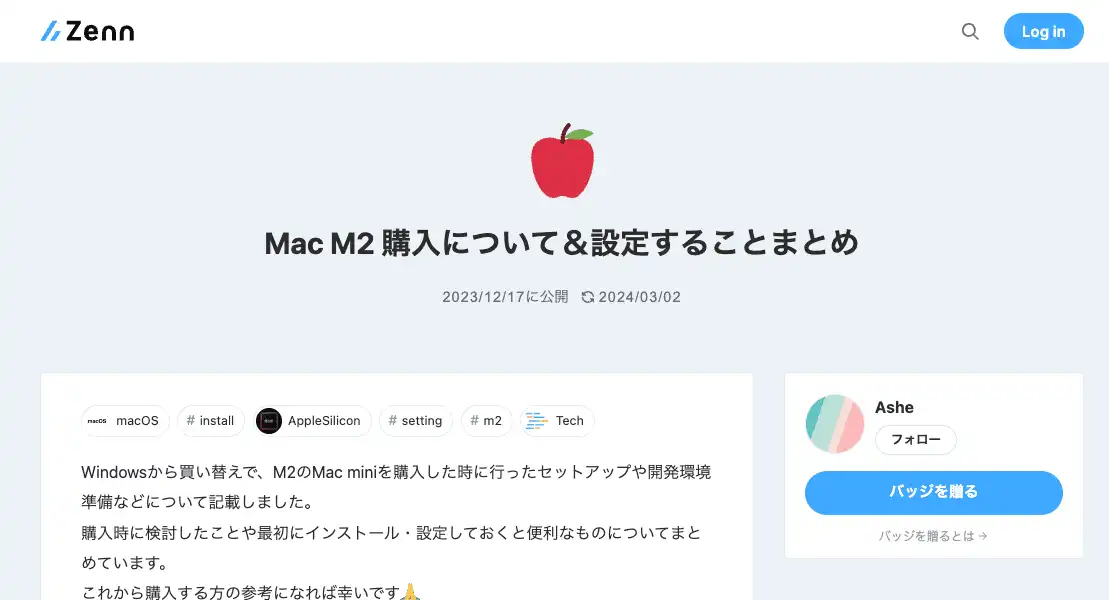 Zenn
Log in
Mac M2 購入について＆設定することまとめ
2023/12/17に公開 2024/03/02
macOS macOS # install AppleSilicon # setting # m2 Tech
Windowsから買い替えで、M2のMac miniを購入した時に行ったセットアップや開発環境
準備などについて記載しました。
購入時に検討したことや最初にインストール・設定しておくと便利なものについてまと
めています。
これから購入する方の参考になれば幸いです🙏
Ashe
フォロー
バッジを贈る
バッジを贈るとは →